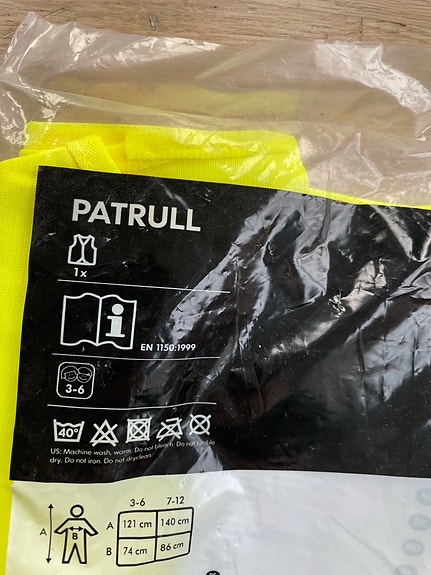 PATRULL
1x
EN 1150:1999
3-6
40°
US: Machine wash, warm. Do not bleach. Do not tumble
dry. Do not iron. Do not dryclean.
3-6 7-12
A A 121 cm 140 cm
B B 74 cm 86 cm